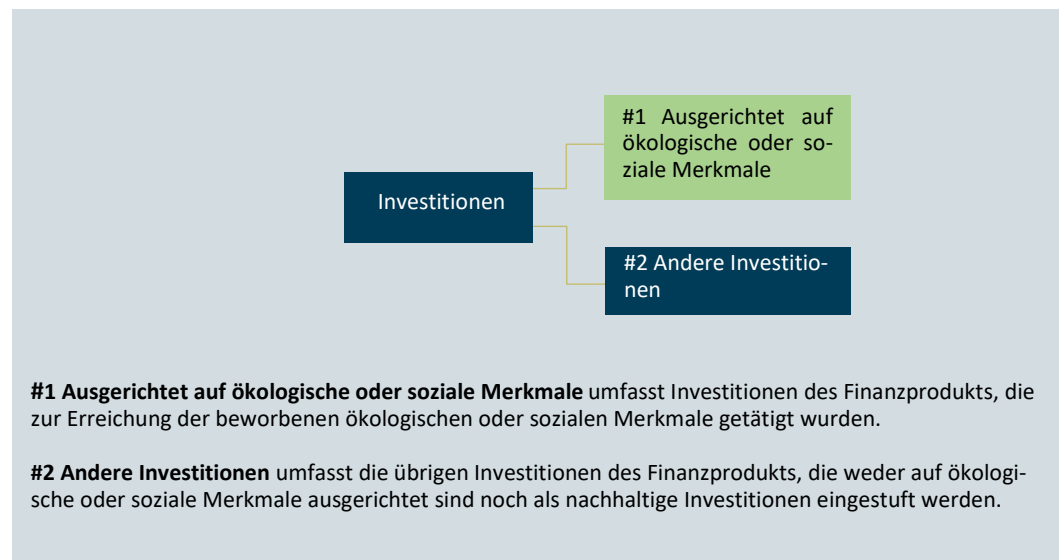 #1 Ausgerichtet auf
ökologische oder so-
ziale Merkmale
Investitionen
#2 Andere Investitio-
nen
#1 Ausgerichtet auf ökologische oder soziale Merkmale umfasst Investitionen des Finanzprodukts, die
zur Erreichung der beworbenen ökologischen oder sozialen Merkmale getätigt wurden.
#2 Andere Investitionen umfasst die übrigen Investitionen des Finanzprodukts, die weder auf ökologi-
sche oder soziale Merkmale ausgerichtet sind noch als nachhaltige Investitionen eingestuft werden.